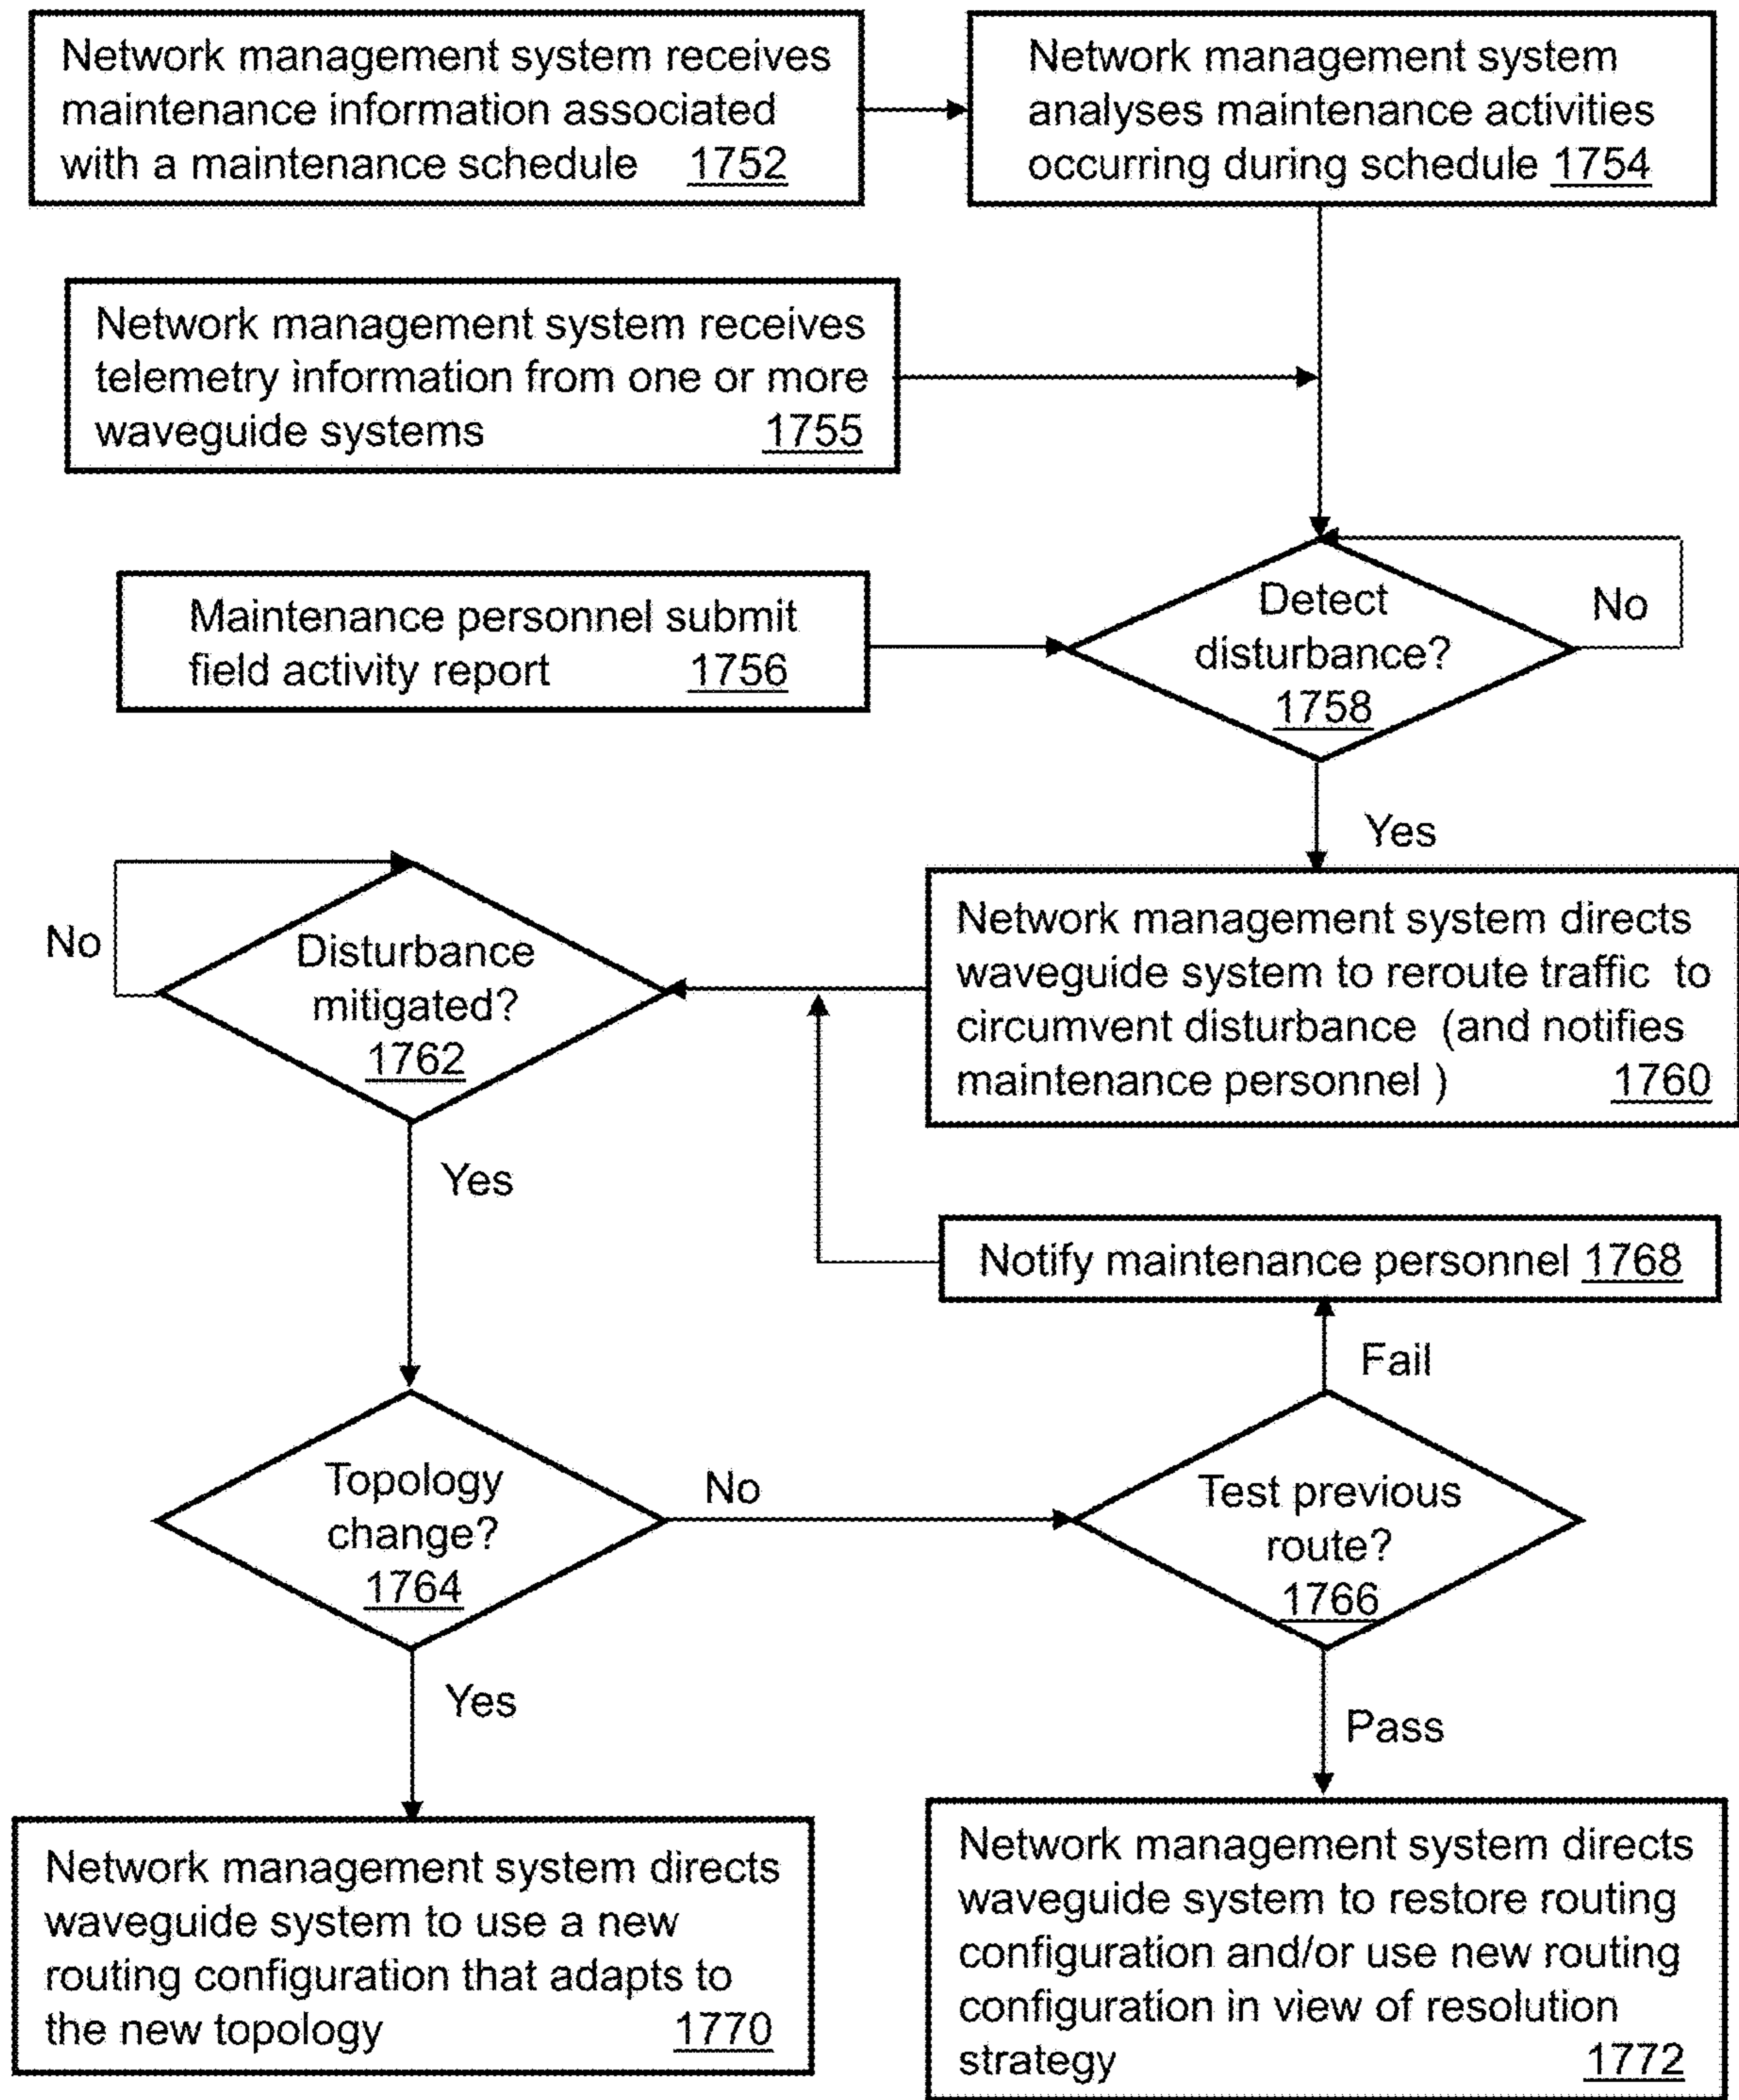 Network management system receives
maintenance information associated
with a maintenance schedule 1752
Network management system
analyses maintenance activities
occurring during schedule 1754
Network management system receives
telemetry information from one or more
waveguide systems 1755
Maintenance personnel submit
field activity report 1756
Detect
disturbance?
1758
No
Yes
Network management system directs
waveguide system to reroute traffic to
circumvent disturbance (and notifies
maintenance personnel ) 1760
Disturbance
mitigated?
1762
No
Yes
Notify maintenance personnel 1768
Fail
Topology
change?
1764
No
Test previous
route?
1766
Yes
Pass
Network management system directs
waveguide system to use a new
routing configuration that adapts to
the new topology 1770
Network management system directs
waveguide system to restore routing
configuration and/or use new routing
configuration in view of resolution
strategy 1772